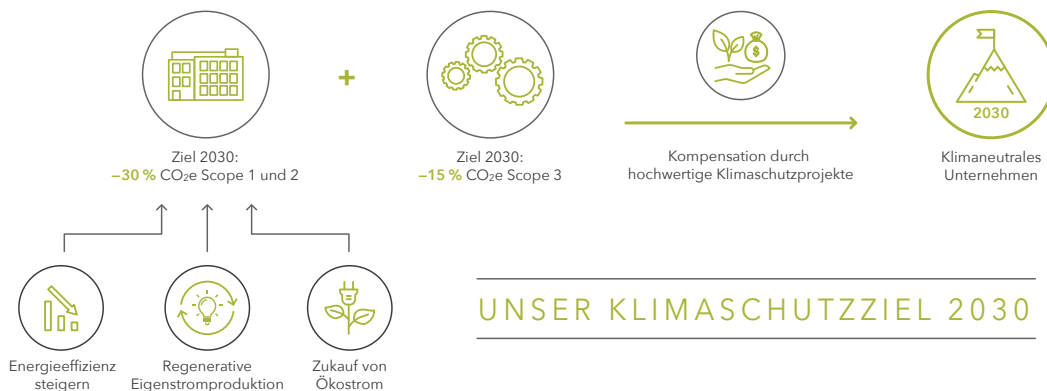 2030
Ziel 2030:
–30 % CO₂e Scope 1 und 2
+
Ziel 2030:
–15 % CO₂e Scope 3
$
Kompensation durch
hochwertige Klimaschutzprojekte
Klimaneutrales
Unternehmen
Energieeffizienz
steigern
Regenerative
Eigenstromproduktion
Zukauf von
Ökostrom
UNSER KLIMASCHUTZZIEL 2030